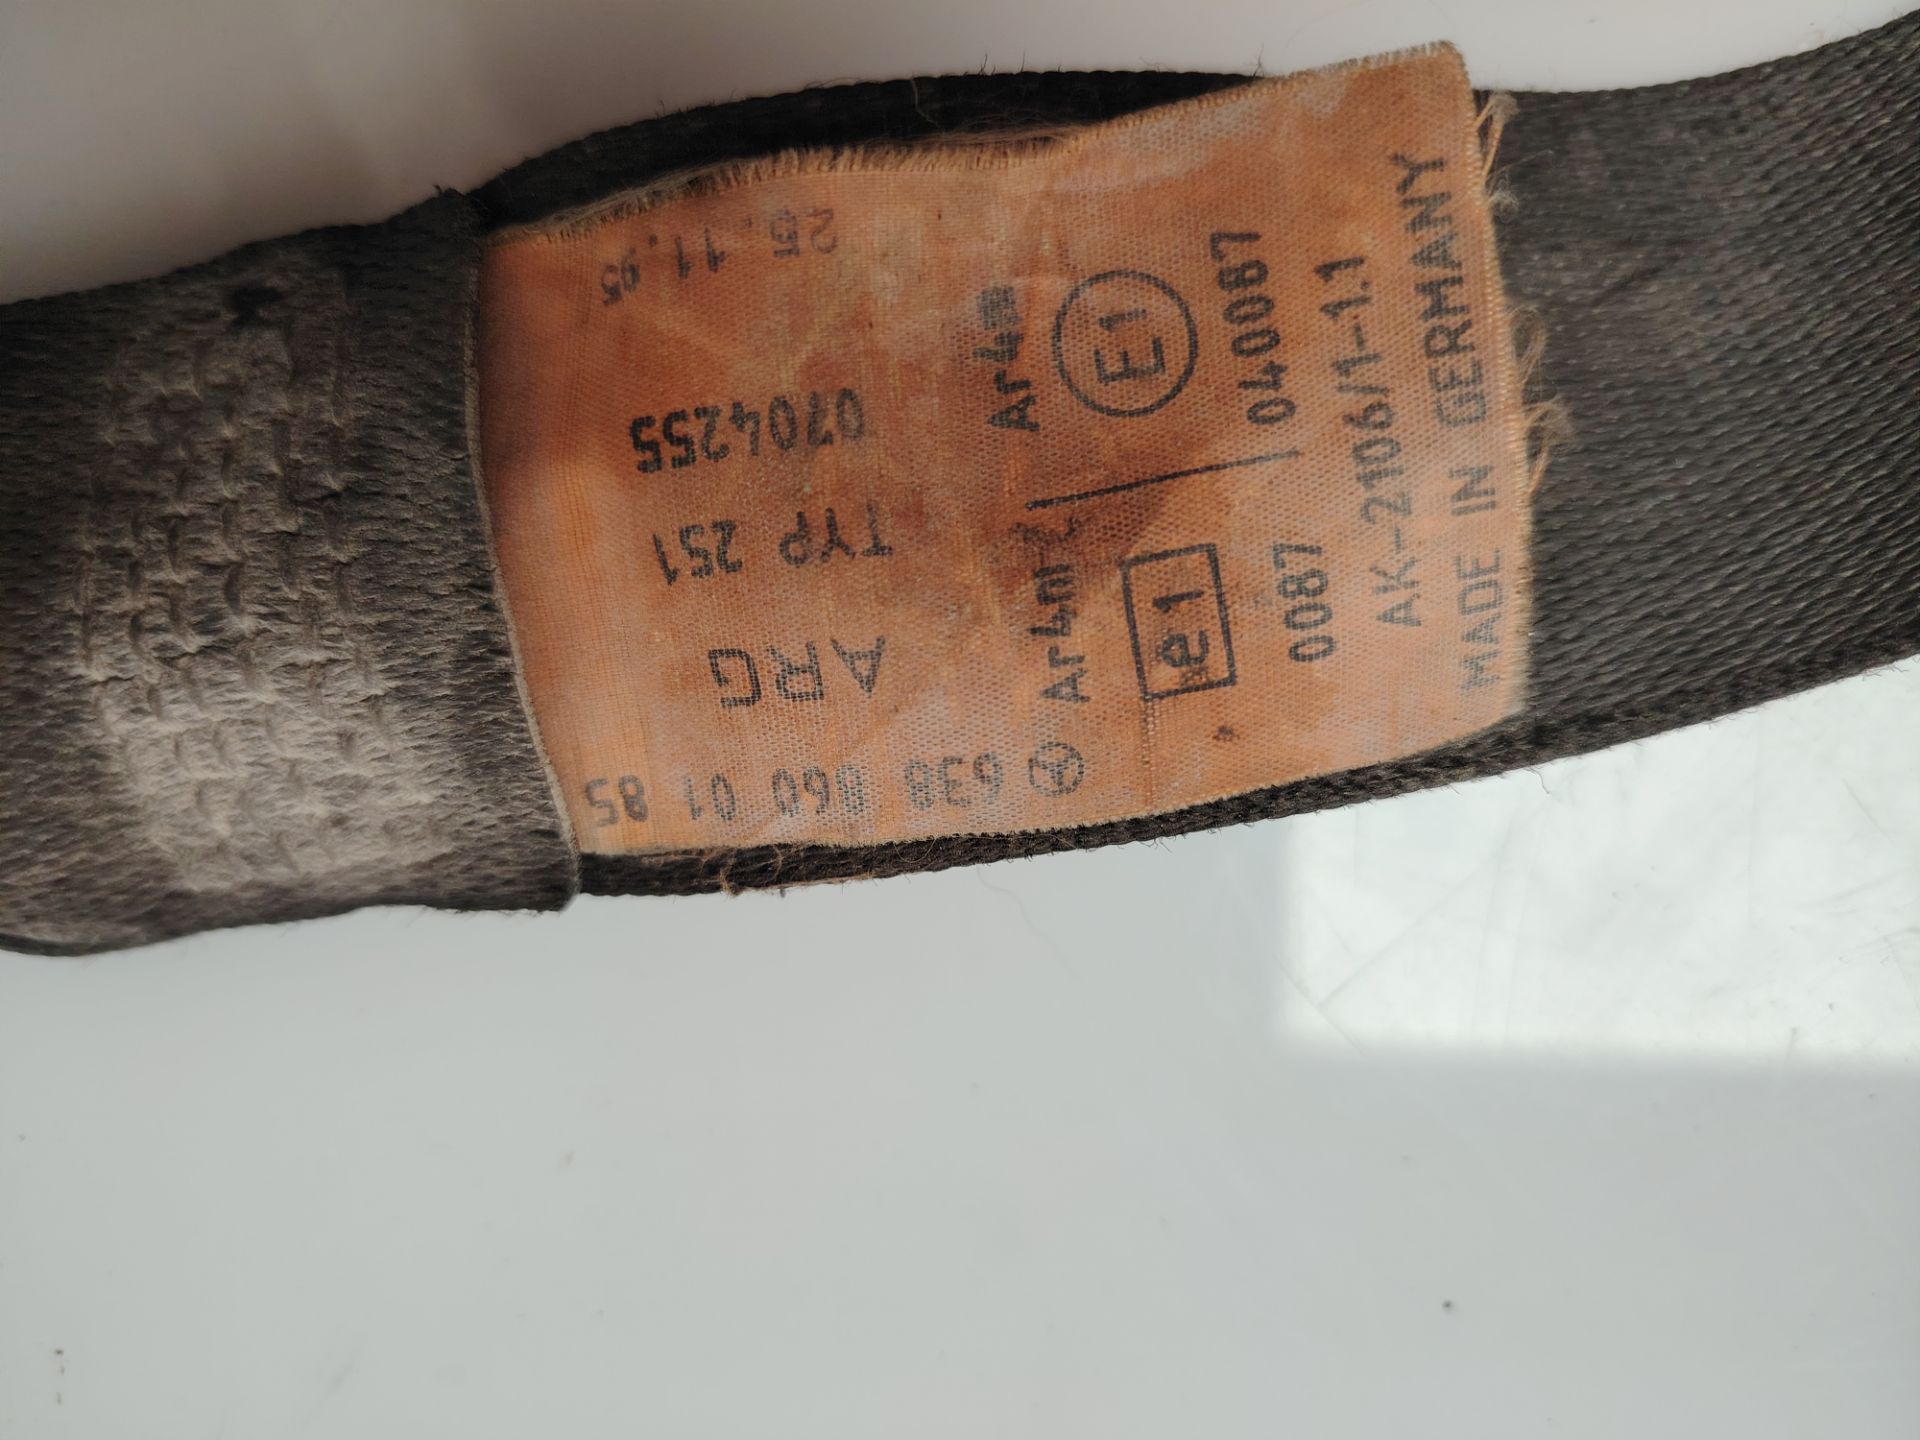 25.11.95
0704255
TYP 251
ARG
638 860 01 85
Ar4m Ar4m
e1 E1
0087 040087
AK-2106/1-1.1
MADE IN GERMANY